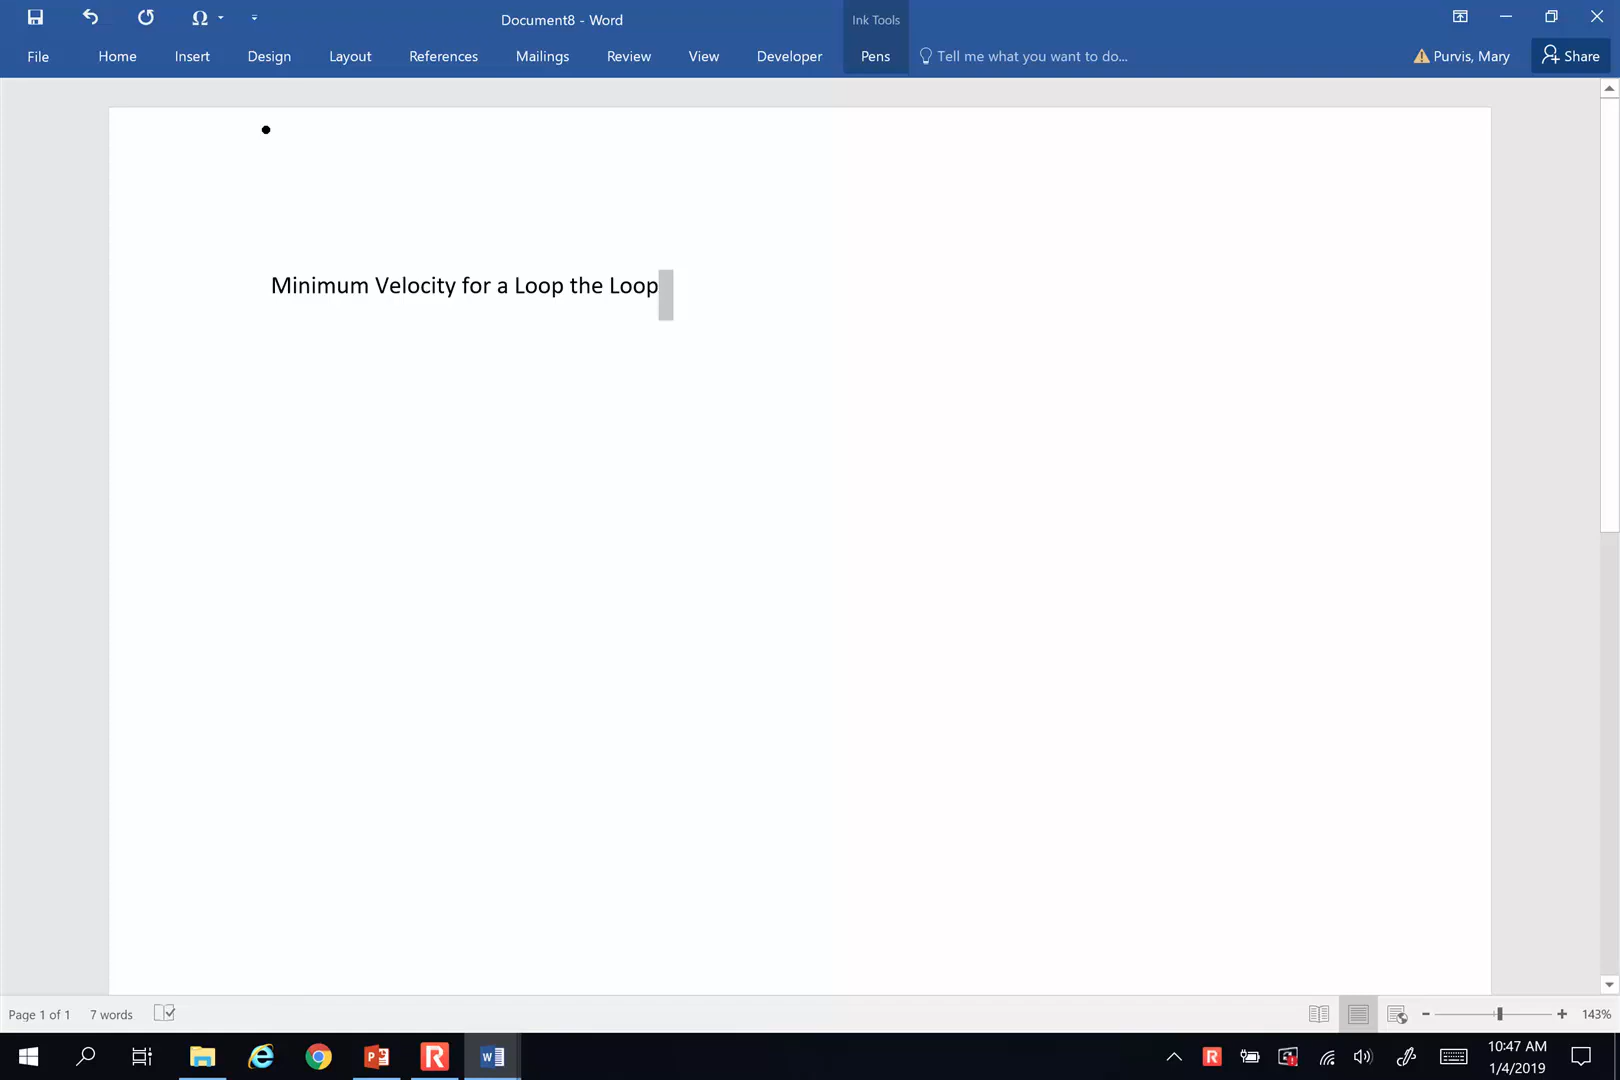 Document8 - Word
Ink Tools
File Home Insert Design Layout References Mailings Review View Developer Pens Tell me what you want to do... Purvis, Mary Share
Minimum Velocity for a Loop the Loop
Page 1 of 1 7 words 143%
10:47 AM
1/4/2019